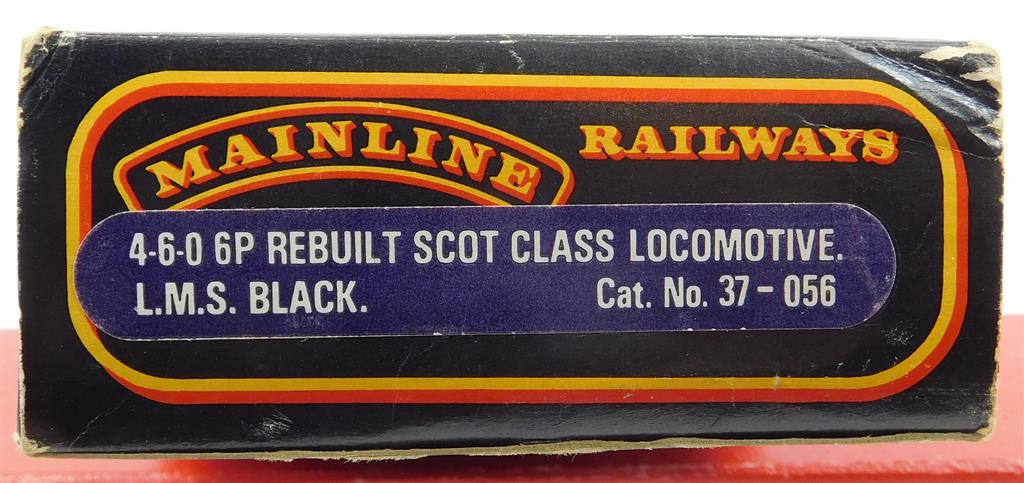 MAINLINE RAILWAYS
4-6-0 6P REBUILT SCOT CLASS LOCOMOTIVE.
L.M.S. BLACK. Cat. No. 37-056